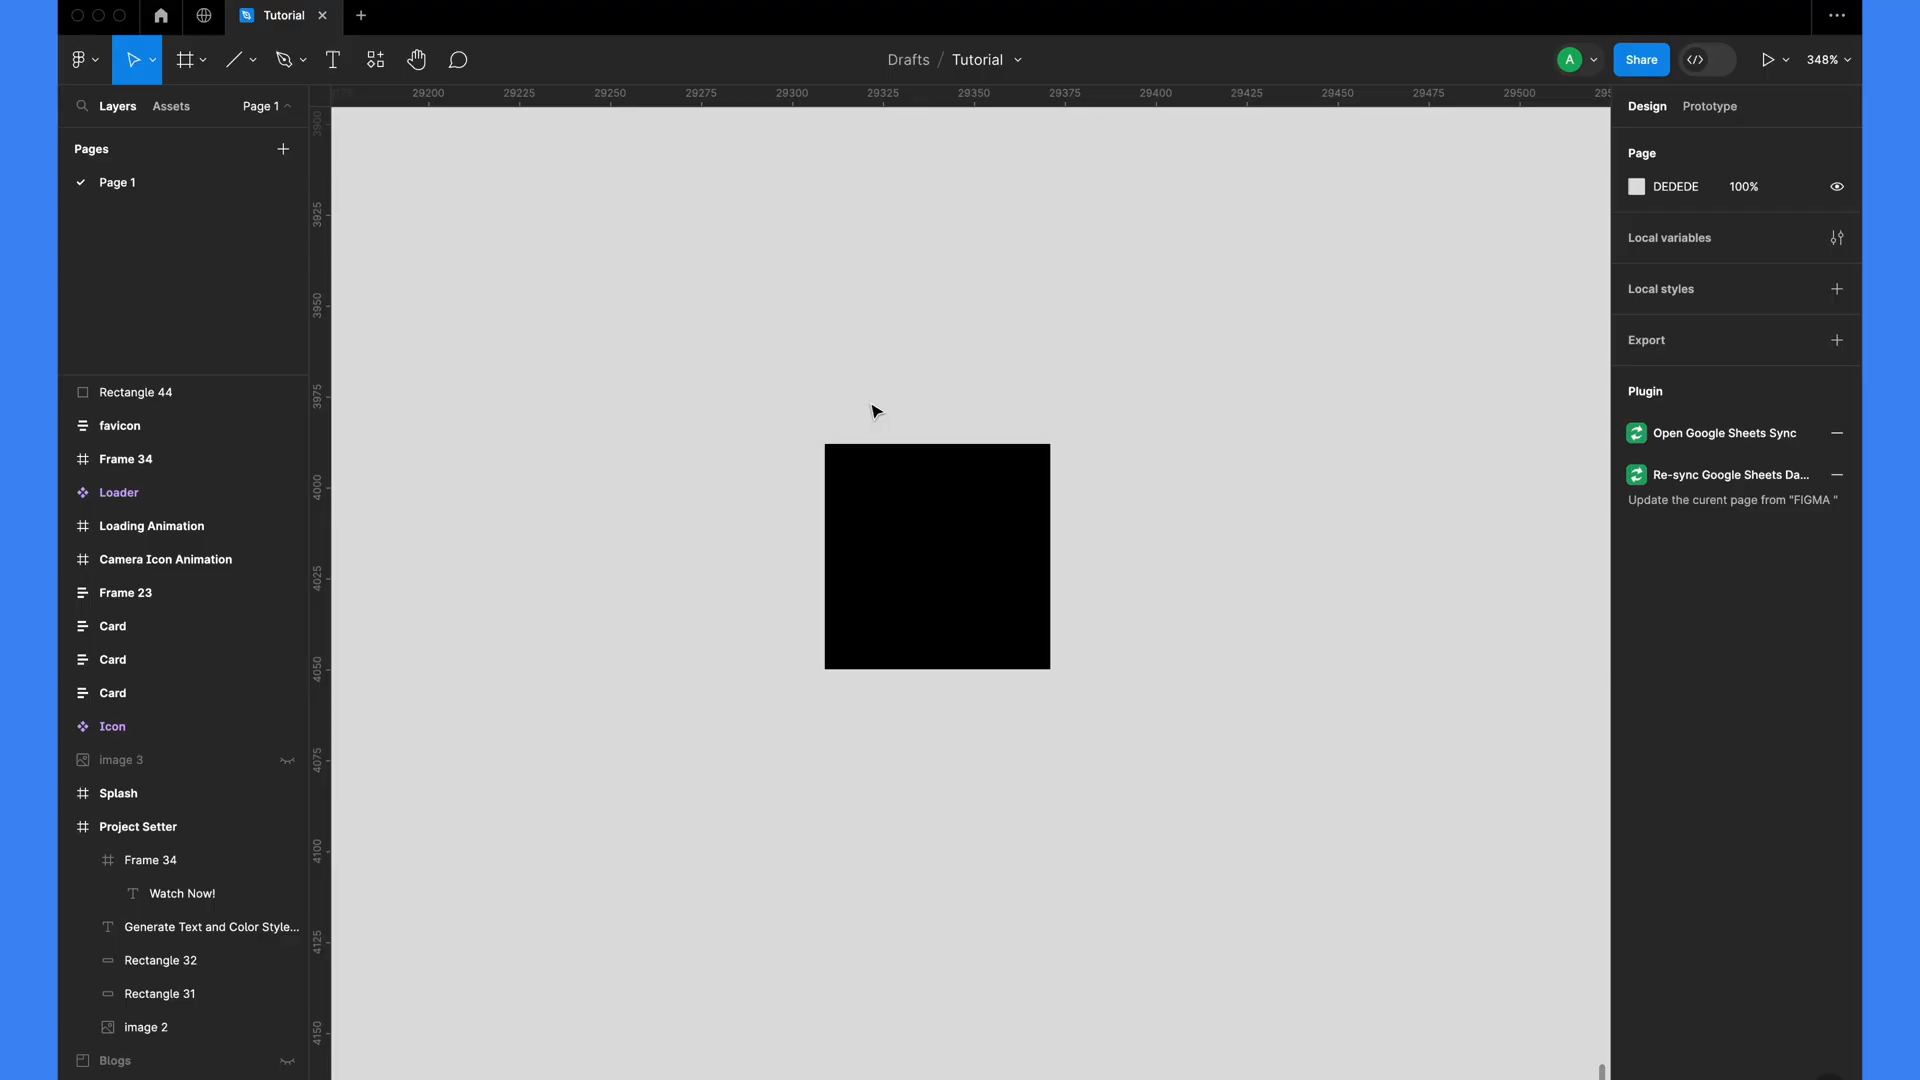 Tutorial
Drafts / Tutorial
A
Share
348%
Layers
Assets
Page 1
29200
29225
29250
29275
29300
29325
29350
29375
29400
29425
29450
29475
29500
Design
Prototype
Pages
Page 1
3900
3925
3950
3975
4000
4025
4050
4075
4100
4125
4150
Rectangle 44
favicon
Frame 34
Loader
Loading Animation
Camera Icon Animation
Frame 23
Card
Card
Card
Icon
image 3
Splash
Project Setter
Frame 34
Watch Now!
Generate Text and Color Style...
Rectangle 32
Rectangle 31
image 2
Blogs
Page
DEDEDE 100%
Local variables
Local styles
Export
Plugin
Open Google Sheets Sync
Re-sync Google Sheets Da...
Update the curent page from "FIGMA "